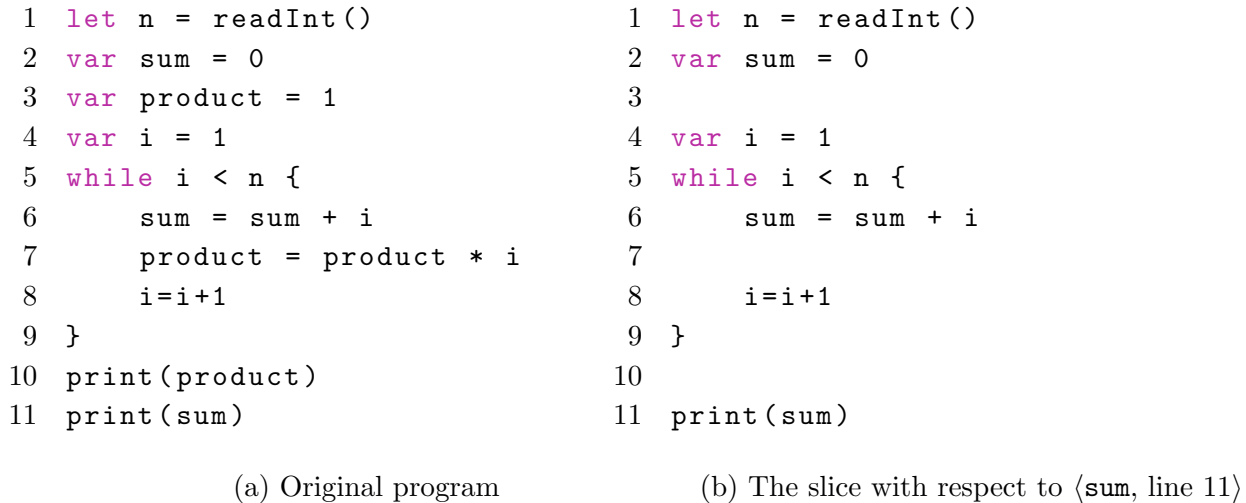 1 let n = readInt()
2 var sum = 0
3 var product = 1
4 var i = 1
5 while i < n {
6     sum = sum + i
7     product = product * i
8     i=i+1
9 }
10 print(product)
11 print(sum)
(a) Original program
1 let n = readInt()
2 var sum = 0
3
4 var i = 1
5 while i < n {
6     sum = sum + i
7
8     i=i+1
9 }
10
11 print(sum)
(b) The slice with respect to ⟨sum, line 11⟩